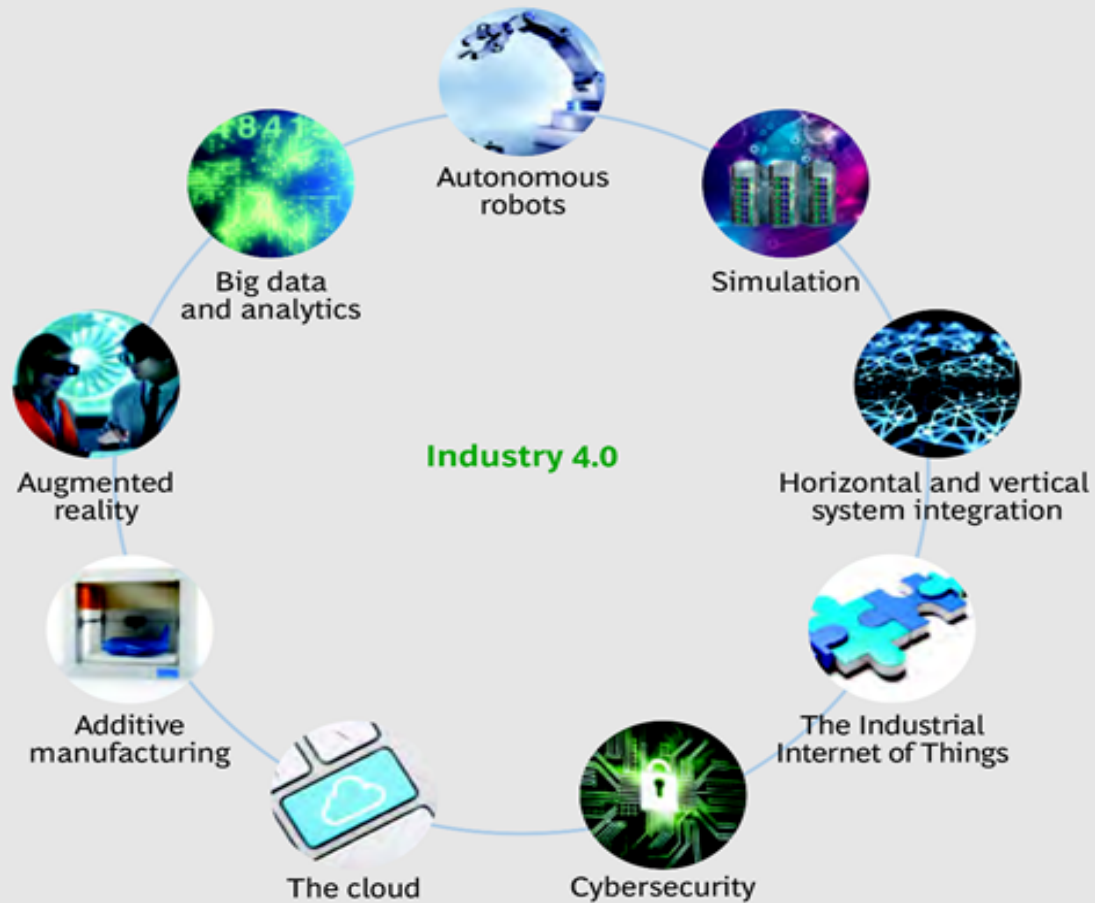 Autonomous
robots
Simulation
Horizontal and vertical
system integration
The Industrial
Internet of Things
Cybersecurity
The cloud
Additive
manufacturing
Augmented
reality
Big data
and analytics
Industry 4.0